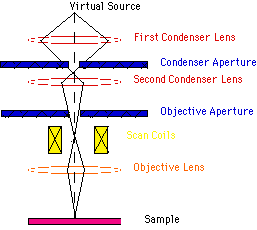 Virtual Source
First Condenser Lens
Condenser Aperture
Second Condenser Lens
Objective Aperture
Scan Coils
Objective Lens
Sample